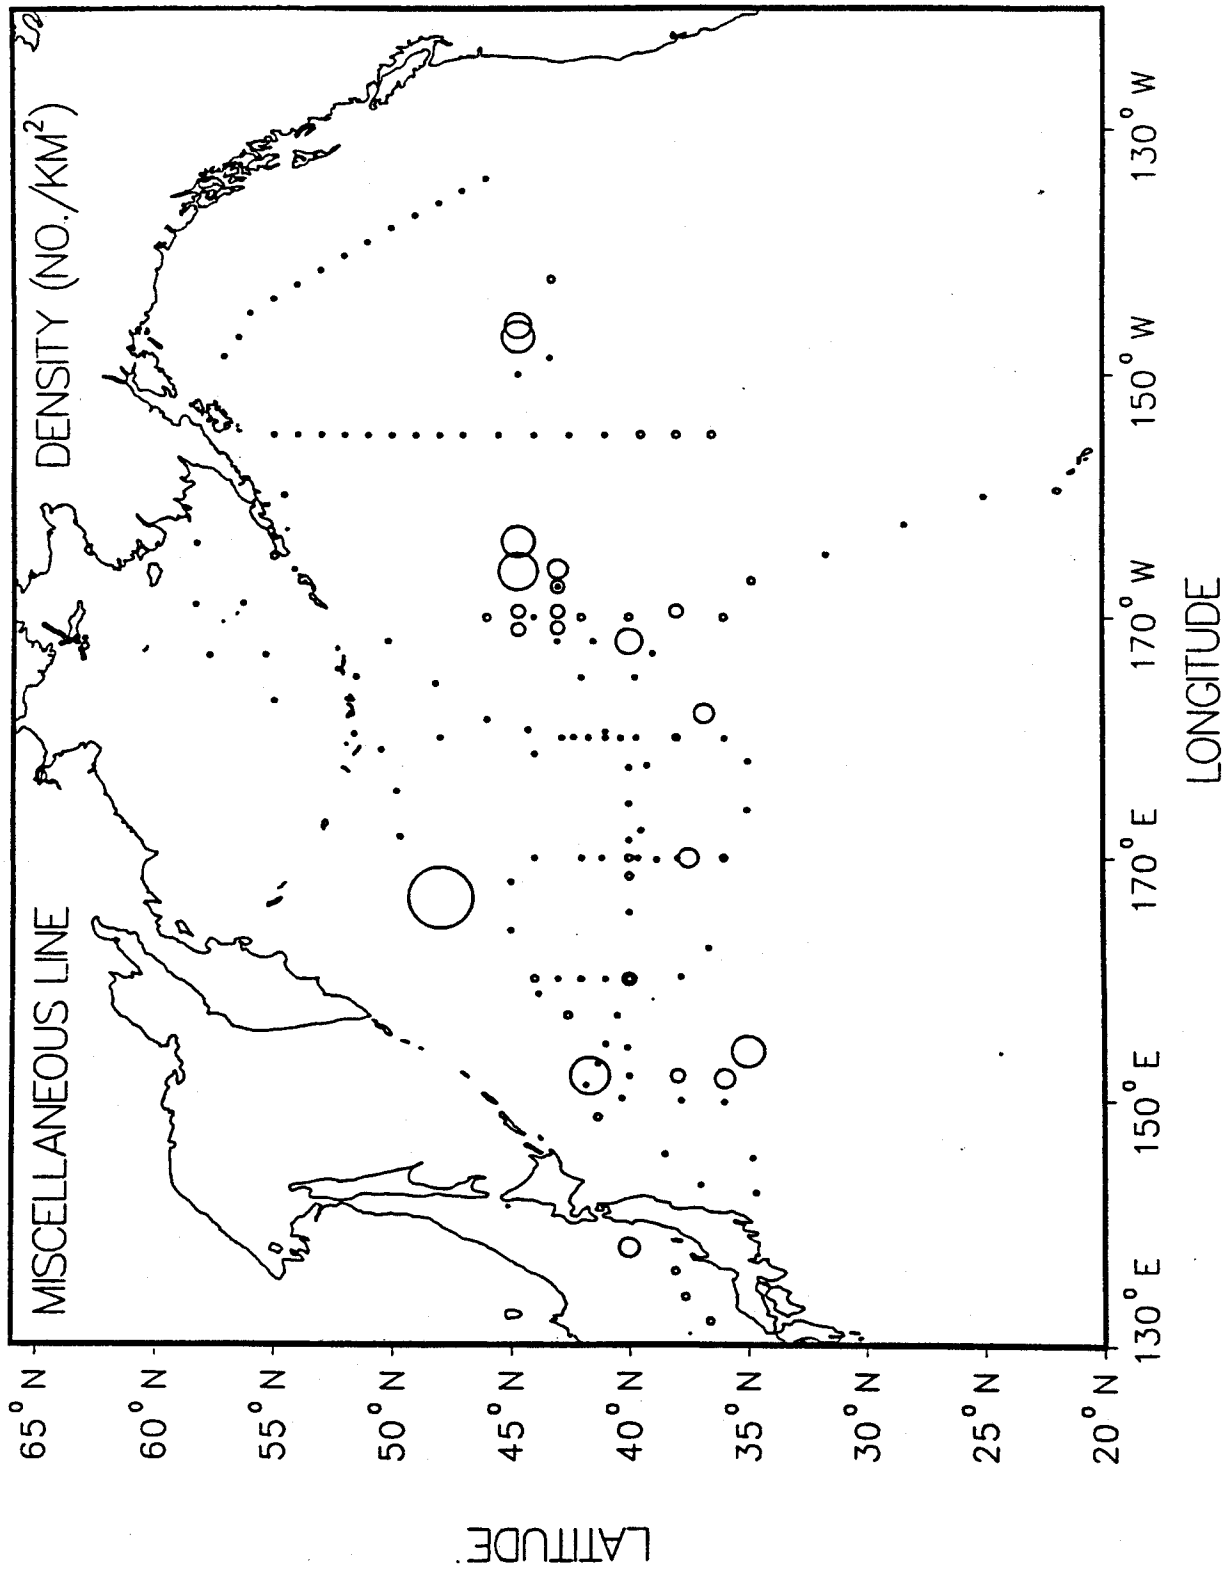 MISCELLANEOUS LINE DENSITY (NO./KM²)
65° N
60° N
55° N
50° N
45° N
40° N
35° N
30° N
25° N
20° N
LATITUDE
130° E
150° E
170° E
170° W
150° W
130° W
LONGITUDE